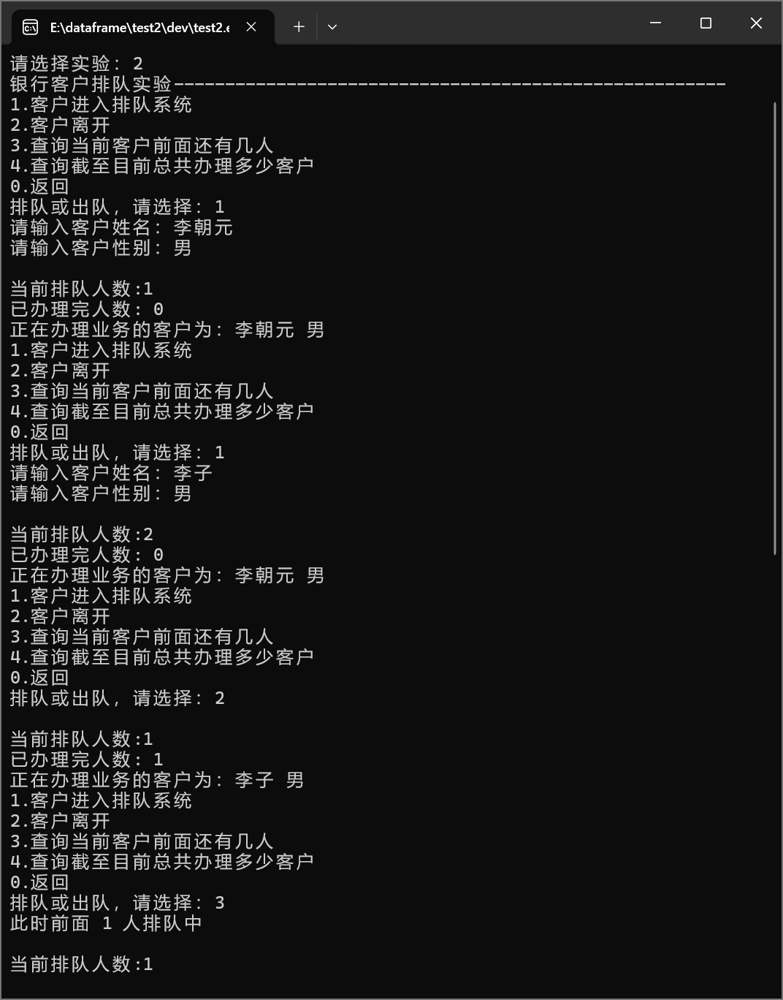 E:\dataframe\test2\dev\test2.e
请选择实验: 2
银行客户排队实验------------------------------------------------------
1.客户进入排队系统
2.客户离开
3.查询当前客户前面还有几人
4.查询截至目前总共办理多少客户
0.返回
排队或出队, 请选择: 1
请输入客户姓名: 李朝元
请输入客户性别: 男
当前排队人数:1
已办理完人数: 0
正在办理业务的客户为: 李朝元 男
1.客户进入排队系统
2.客户离开
3.查询当前客户前面还有几人
4.查询截至目前总共办理多少客户
0.返回
排队或出队, 请选择: 1
请输入客户姓名: 李子
请输入客户性别: 男
当前排队人数:2
已办理完人数: 0
正在办理业务的客户为: 李朝元 男
1.客户进入排队系统
2.客户离开
3.查询当前客户前面还有几人
4.查询截至目前总共办理多少客户
0.返回
排队或出队, 请选择: 2
当前排队人数:1
已办理完人数: 1
正在办理业务的客户为: 李子 男
1.客户进入排队系统
2.客户离开
3.查询当前客户前面还有几人
4.查询截至目前总共办理多少客户
0.返回
排队或出队, 请选择: 3
此时前面 1 人排队中
当前排队人数:1